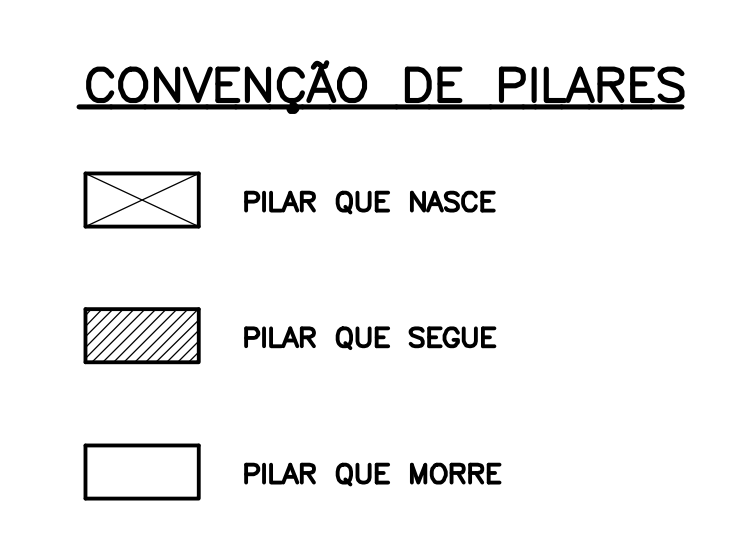 CONVENÇÃO DE PILARES
PILAR QUE NASCE
PILAR QUE SEGUE
PILAR QUE MORRE